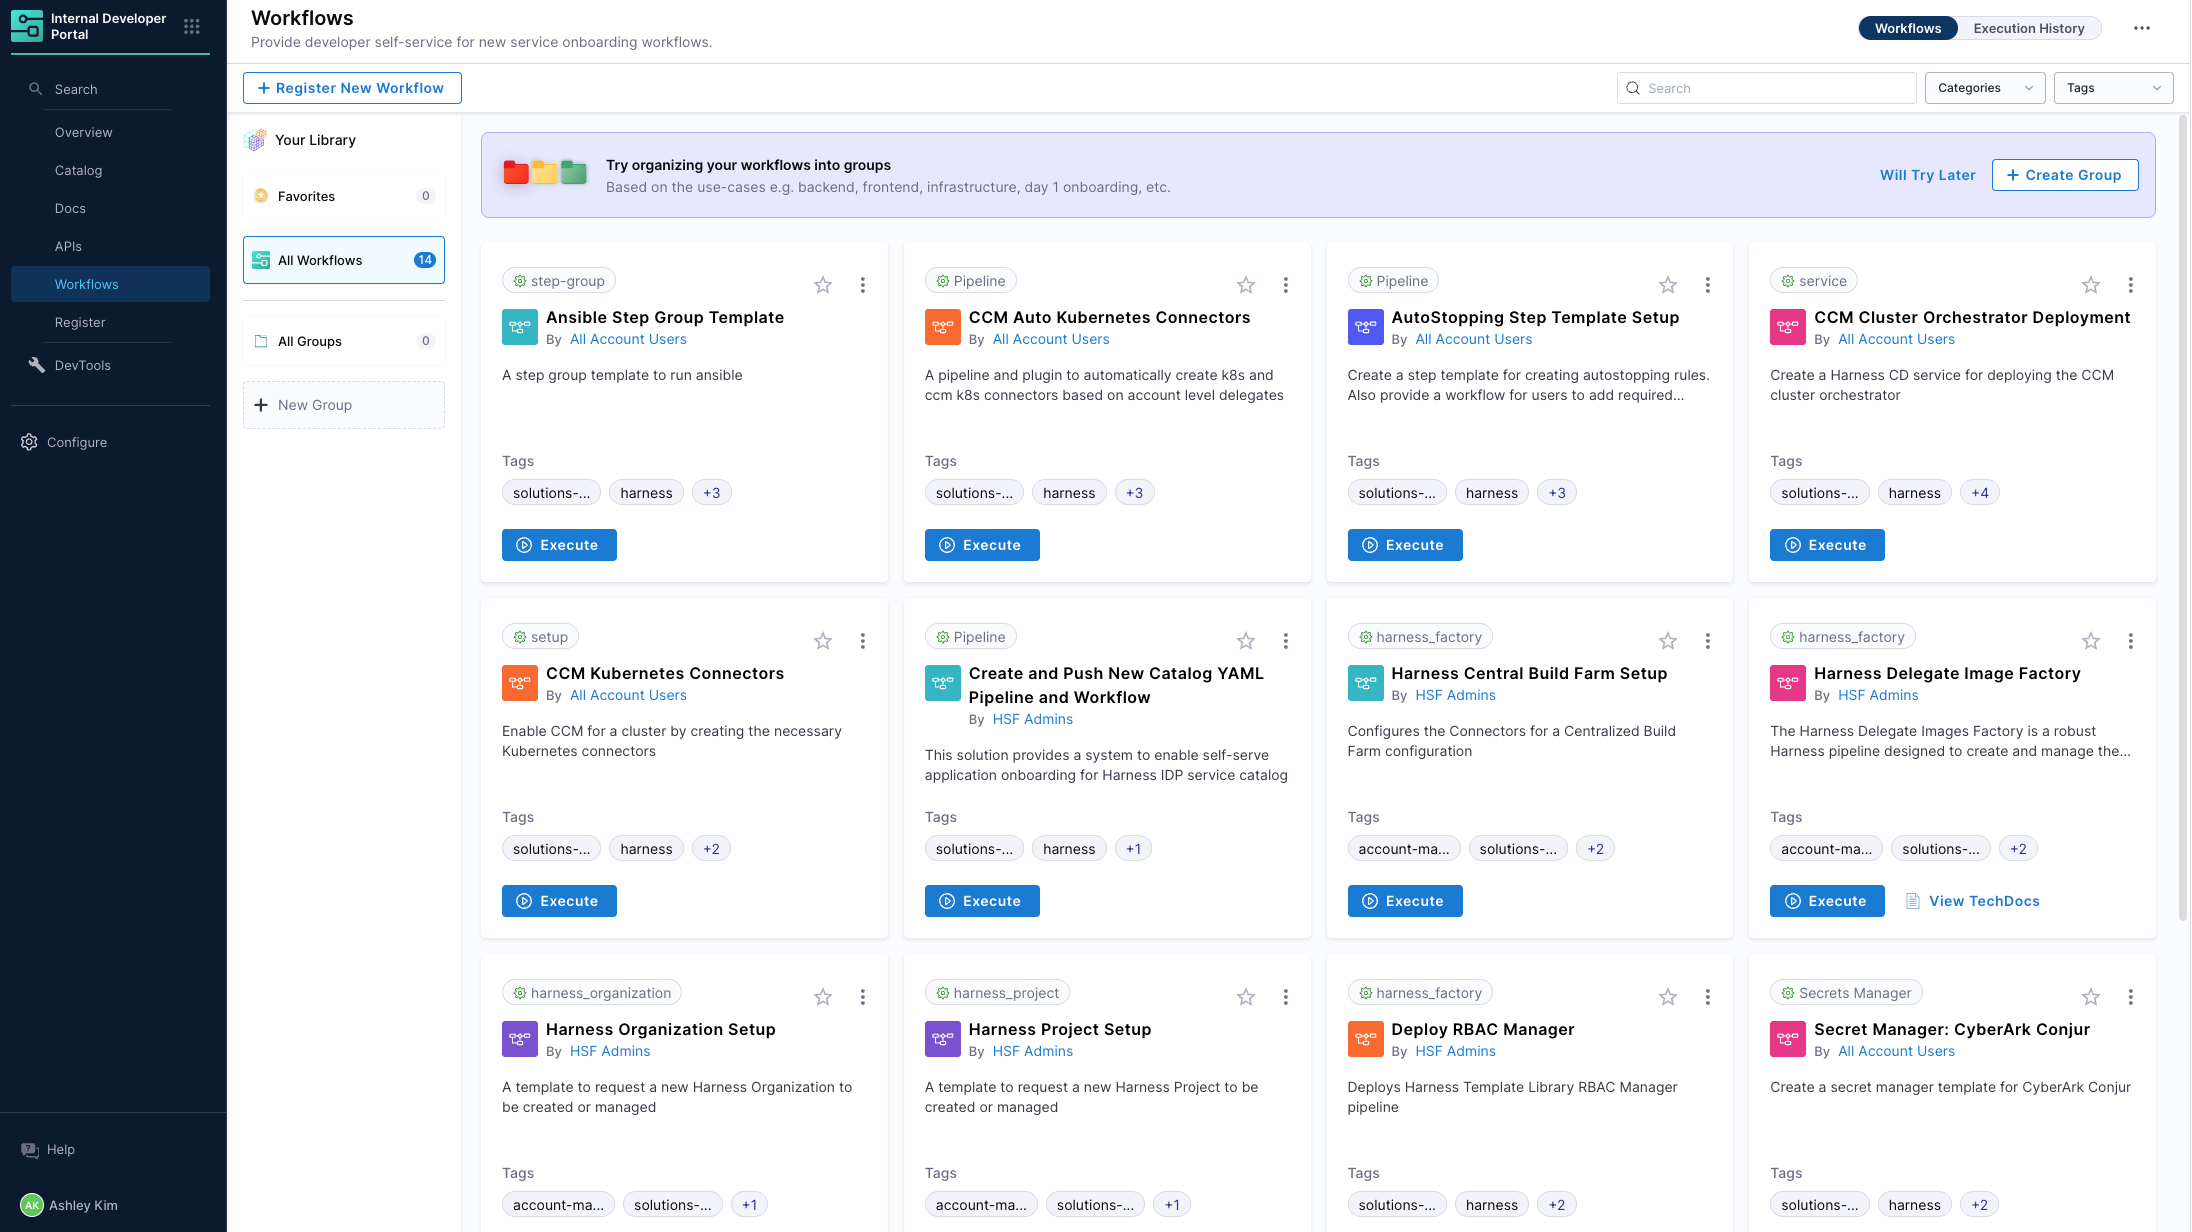 Internal Developer
Portal
Search
Overview
Catalog
Docs
APIs
Workflows
Register
DevTools
Configure
Help
AK Ashley Kim
Workflows
Provide developer self-service for new service onboarding workflows.
Workflows Execution History
+ Register New Workflow
Search
Categories
Tags
Your Library
Favorites 0
All Workflows 14
All Groups 0
+ New Group
Try organizing your workflows into groups
Based on the use-cases e.g. backend, frontend, infrastructure, day 1 onboarding, etc.
Will Try Later
+ Create Group
step-group
Ansible Step Group Template
By All Account Users
A step group template to run ansible
Tags
solutions-... harness +3
Execute
Pipeline
CCM Auto Kubernetes Connectors
By All Account Users
A pipeline and plugin to automatically create k8s and
ccm k8s connectors based on account level delegates
Tags
solutions-... harness +3
Execute
Pipeline
AutoStopping Step Template Setup
By All Account Users
Create a step template for creating autostopping rules.
Also provide a workflow for users to add required...
Tags
solutions-... harness +3
Execute
service
CCM Cluster Orchestrator Deployment
By All Account Users
Create a Harness CD service for deploying the CCM
cluster orchestrator
Tags
solutions-... harness +4
Execute
setup
CCM Kubernetes Connectors
By All Account Users
Enable CCM for a cluster by creating the necessary
Kubernetes connectors
Tags
solutions-... harness +2
Execute
Pipeline
Create and Push New Catalog YAML
Pipeline and Workflow
By HSF Admins
This solution provides a system to enable self-serve
application onboarding for Harness IDP service catalog
Tags
solutions-... harness +1
Execute
harness_factory
Harness Central Build Farm Setup
By HSF Admins
Configures the Connectors for a Centralized Build
Farm configuration
Tags
account-ma... solutions-... +2
Execute
harness_factory
Harness Delegate Image Factory
By HSF Admins
The Harness Delegate Images Factory is a robust
Harness pipeline designed to create and manage the...
Tags
account-ma... solutions-... +2
Execute View TechDocs
harness_organization
Harness Organization Setup
By HSF Admins
A template to request a new Harness Organization to
be created or managed
Tags
account-ma... solutions-... +1
harness_project
Harness Project Setup
By HSF Admins
A template to request a new Harness Project to be
created or managed
Tags
account-ma... solutions-... +1
harness_factory
Deploy RBAC Manager
By HSF Admins
Deploys Harness Template Library RBAC Manager
pipeline
Tags
solutions-... harness +2
Secrets Manager
Secret Manager: CyberArk Conjur
By All Account Users
Create a secret manager template for CyberArk Conjur
Tags
solutions-... harness +2